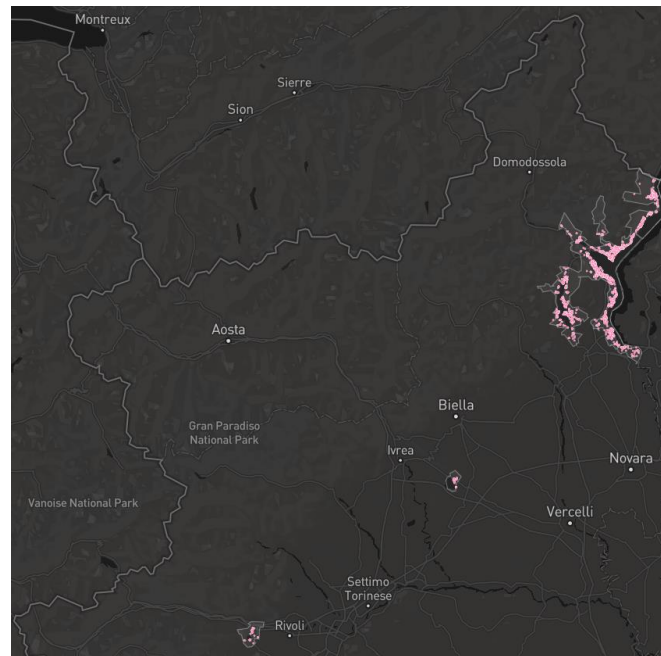 Montreux
Sierre
Sion
Domodossola
Aosta
Biella
Gran Paradiso
National Park
Ivrea
Novara
Vanoise National Park
Vercelli
Settimo
Torinese
Rivoli